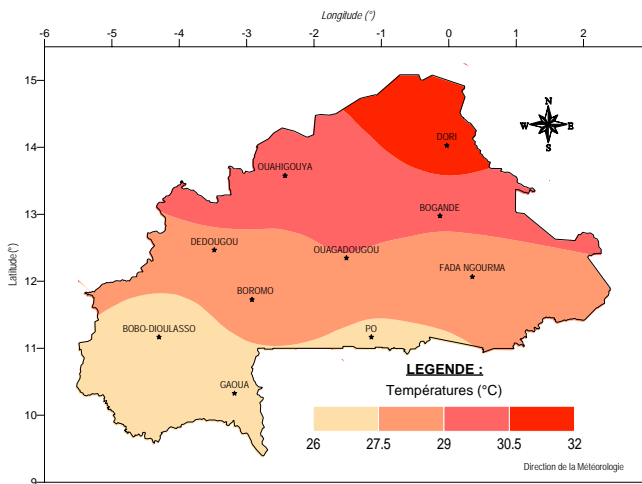 Longitude (°)
-6 -5 -4 -3 -2 -1 0 1 2
15
14
13
12
11
10
9
Latitude (°)
N
W E
S
DORI
OUAHIGOUYA
BOGANDE
DEDOUGOU
OUAGADOUGOU
FADA NGOURMA
BOROMO
BOBO-DIOULASSO
PO
GAOUA
LEGENDE :
Températures (°C)
26 27.5 29 30.5 32
Direction de la Météorologie